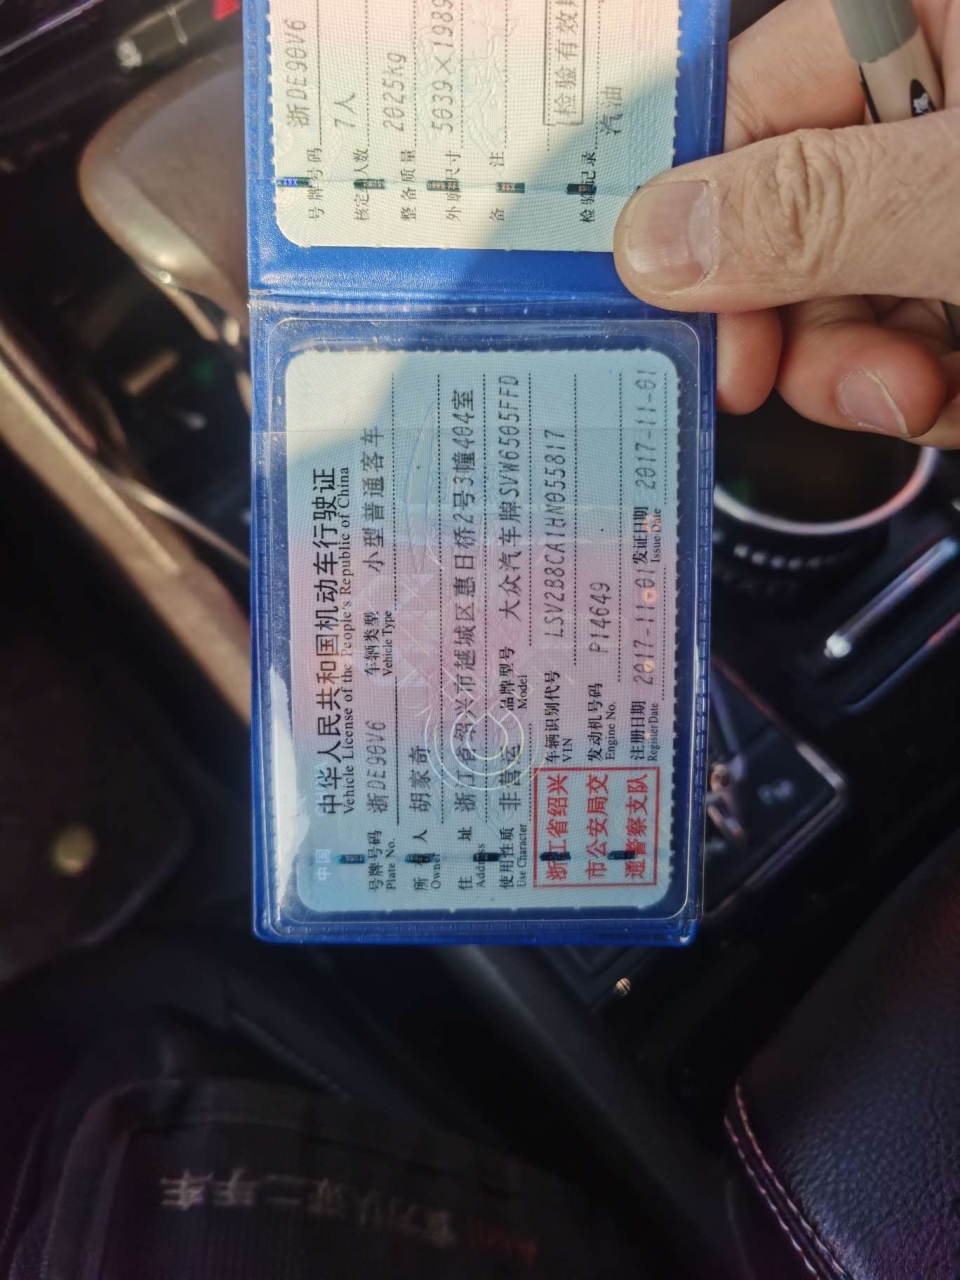 中华人民共和国机动车行驶证
Vehicle License of the People's Republic of China
号牌号码 浙DE90V6 车辆类型 小型普通客车
Plate No. Vehicle Type
所有人 胡家奇
Owner
住址 浙江省绍兴市越城区惠日桥2号3幢404室
Address
使用性质 非营运 品牌型号 大众汽车牌SVW6505FFD
Use Character Model
浙江省绍兴
市公安局交
通警察支队
车辆识别代号 LSV2B8CA1HN055817
VIN
发动机号码 P14649
Engine No.
注册日期 2017-11-01 发证日期 2017-11-01
Register Date Issue Date
中国
号牌号码 浙DE90V6
核定 人数 7人
整备质量 2025kg
外 尺寸 5039×1989
备注
检验有效
检验记录 汽油
二手车